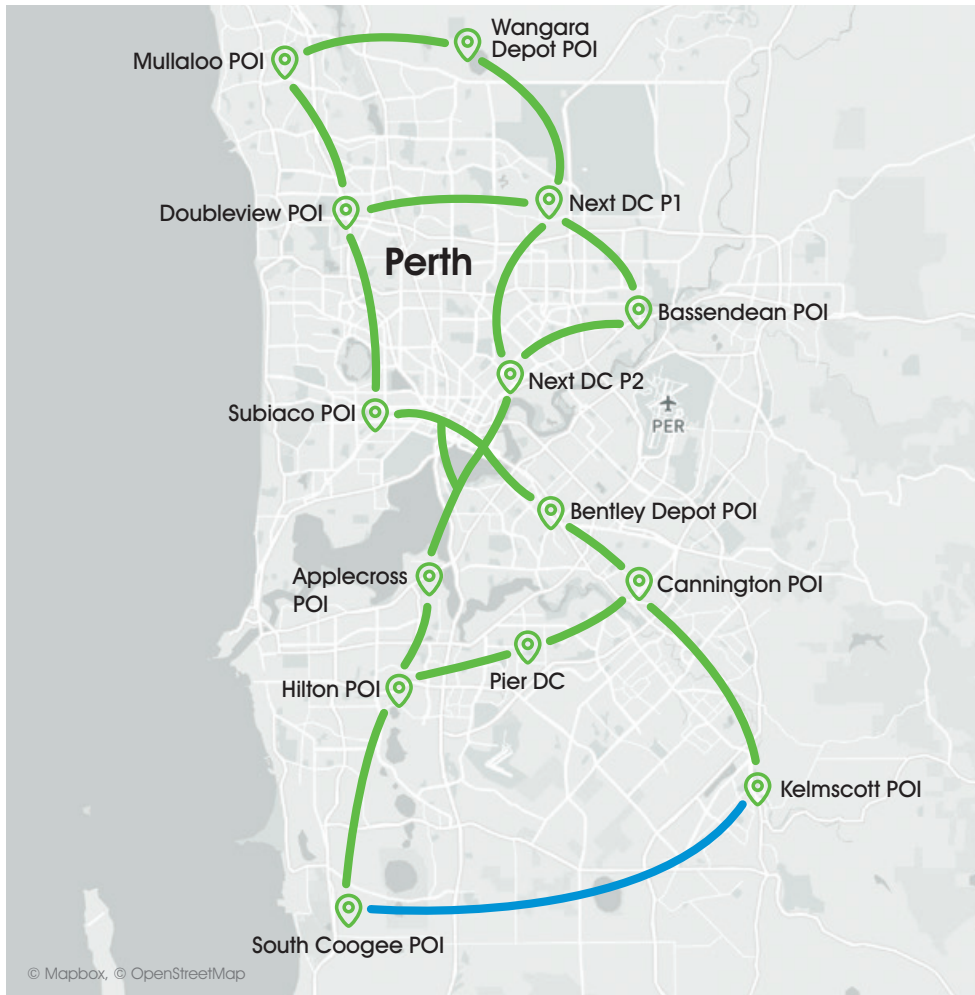 Wangara
Depot POI
Mullaloo POI
Next DC P1
Doubleview POI
Perth
Bassendean POI
Next DC P2
Subiaco POI
PER
Bentley Depot POI
Applecross
POI
Cannington POI
Pier DC
Hilton POI
Kelmscott POI
South Coogee POI
© Mapbox, © OpenStreetMap